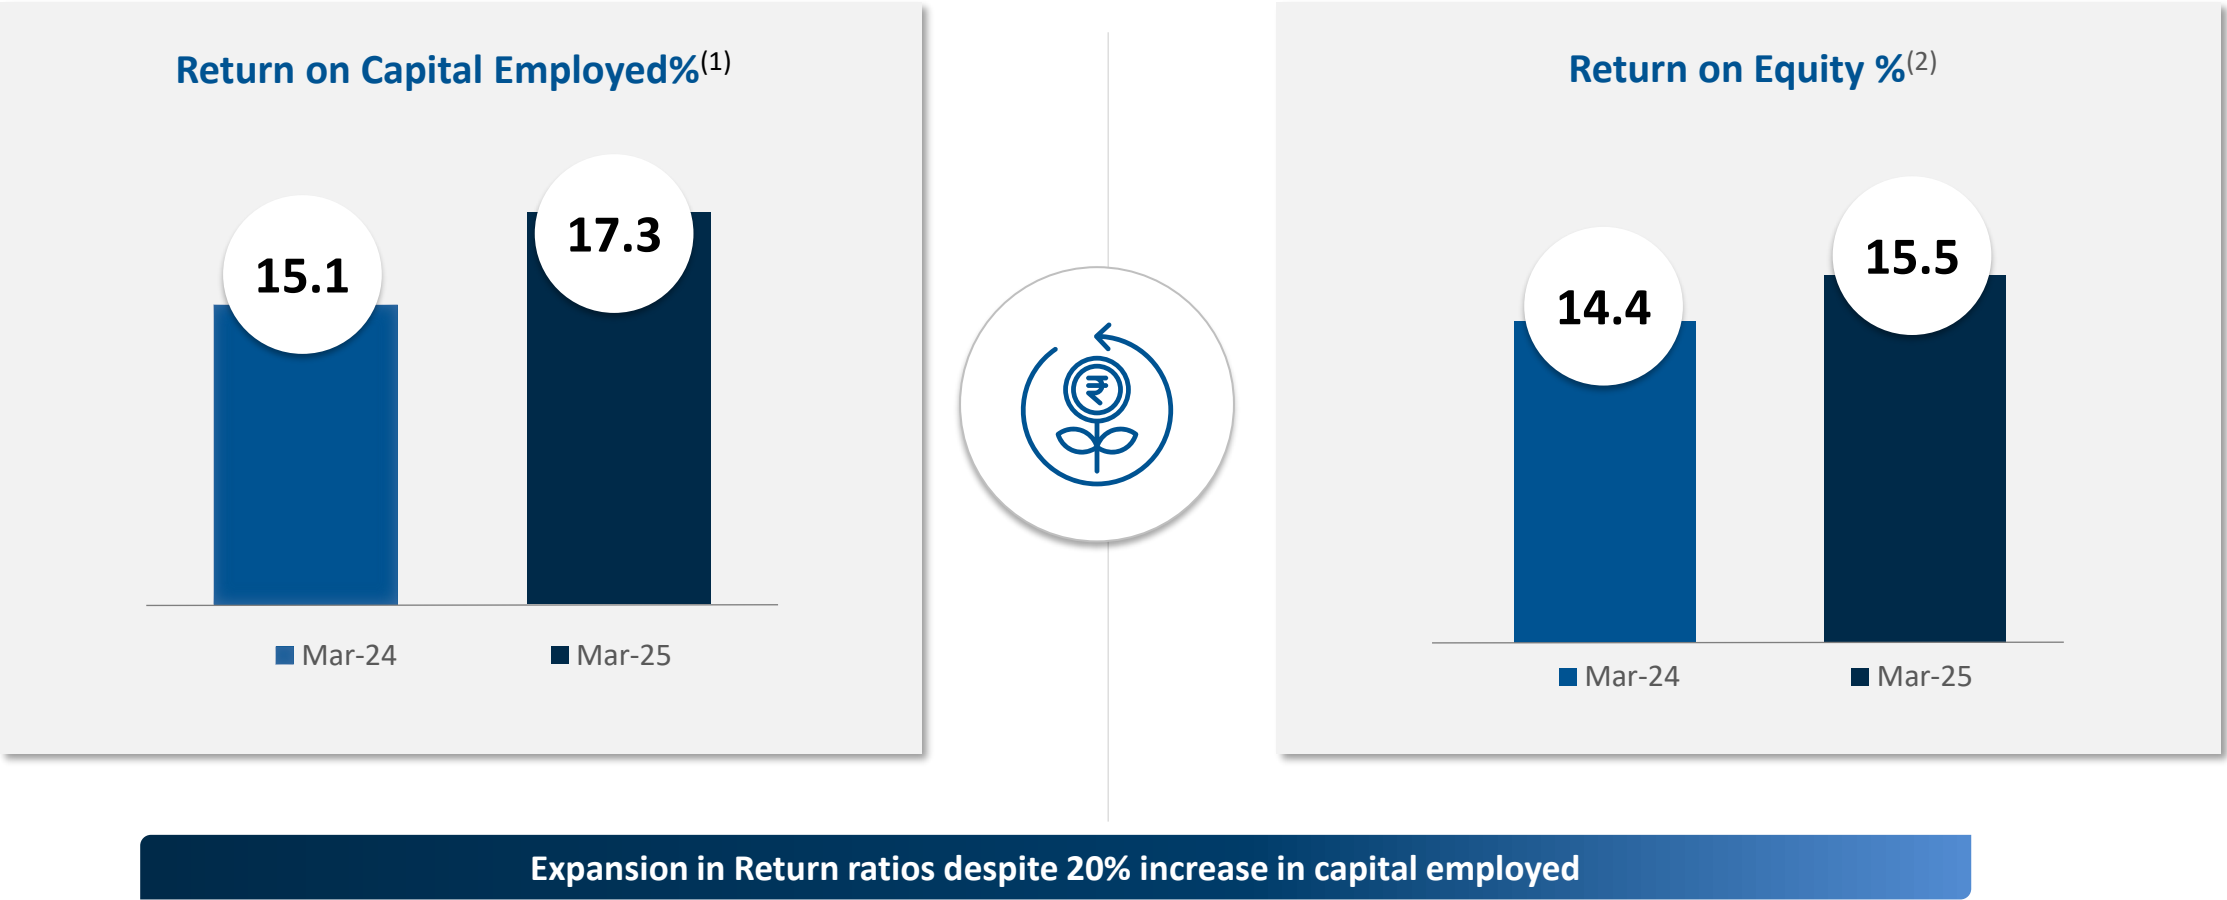 Return on Capital Employed%(1)
17.3
15.1
Mar-24
Mar-25
₹
Return on Equity %(2)
15.5
14.4
Mar-24
Mar-25
Expansion in Return ratios despite 20% increase in capital employed